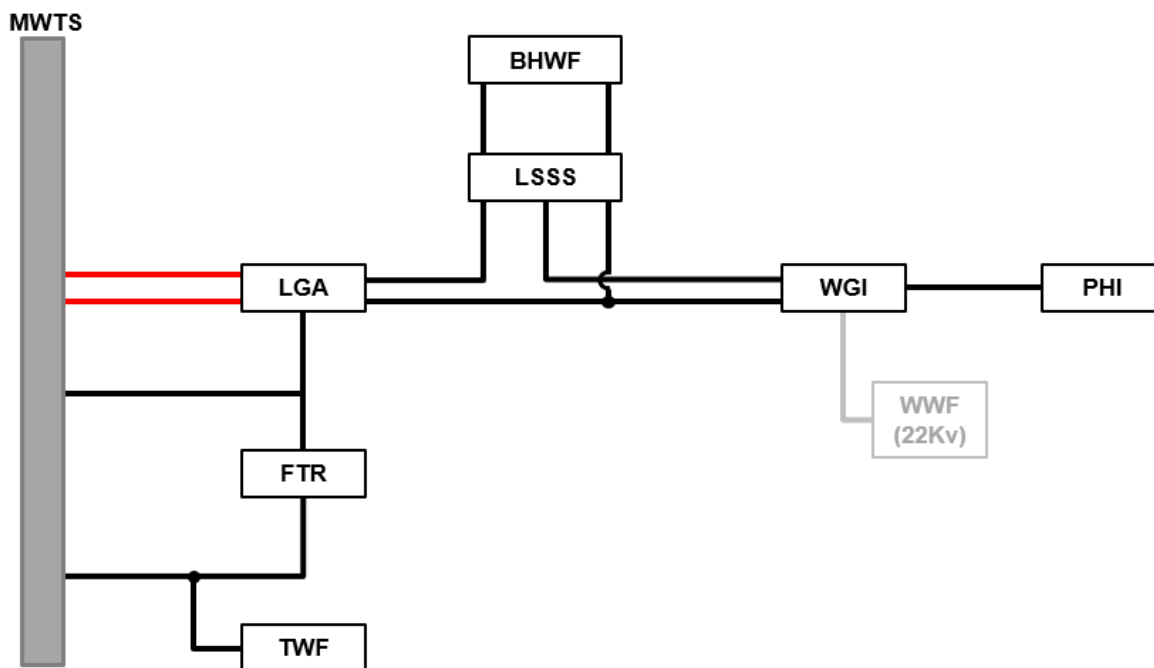 MWTS
BHWF
LSSS
LGA
WGI
PHI
WWF
(22Kv)
FTR
TWF